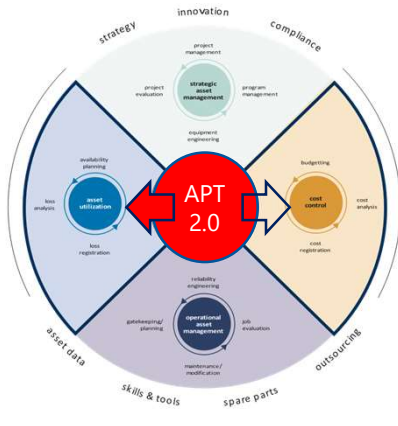 innovation
strategy
compliance
project
management
project
evaluation
strategic
asset
management
program
management
equipment
engineering
availability
planning
loss
analysis
asset
utilization
loss
registration
APT
2.0
budgetting
cost
control
cost
analysis
cost
registration
reliability
engineering
gatekeeping/
planning
operational
asset
management
job
evaluation
maintenance/
modification
asset data
skills & tools
spare parts
outsourcing